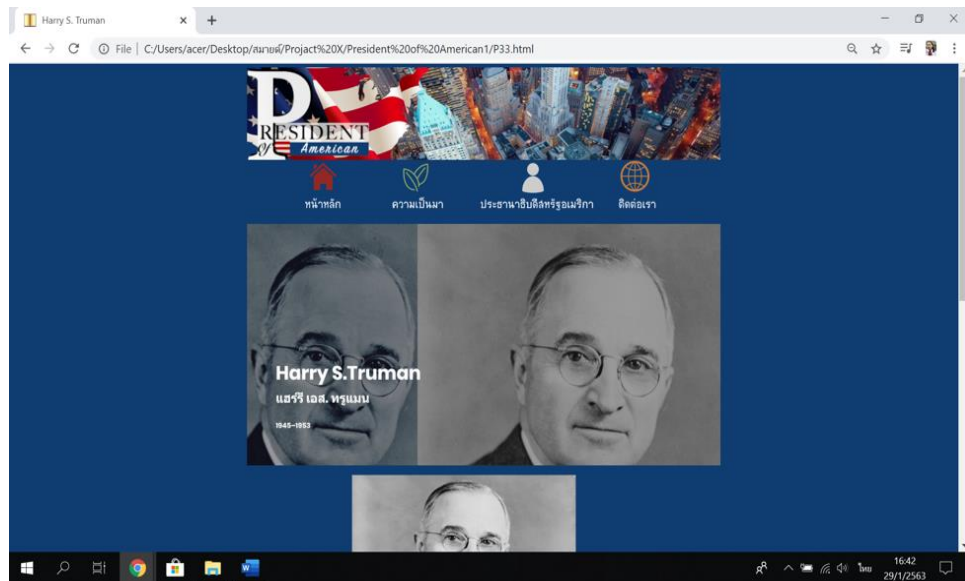 Harry S. Truman
File | C:/Users/acer/Desktop/สมายด์/Projact%20X/President%20of%20American1/P33.html
PRESIDENT
of American
หน้าหลัก ความเป็นมา ประธานาธิบดีสหรัฐอเมริกา ติดต่อเรา
Harry S.Truman
แฮร์รี เอส. ทรูแมน
1945-1953
ไทย
16:42
29/1/2563